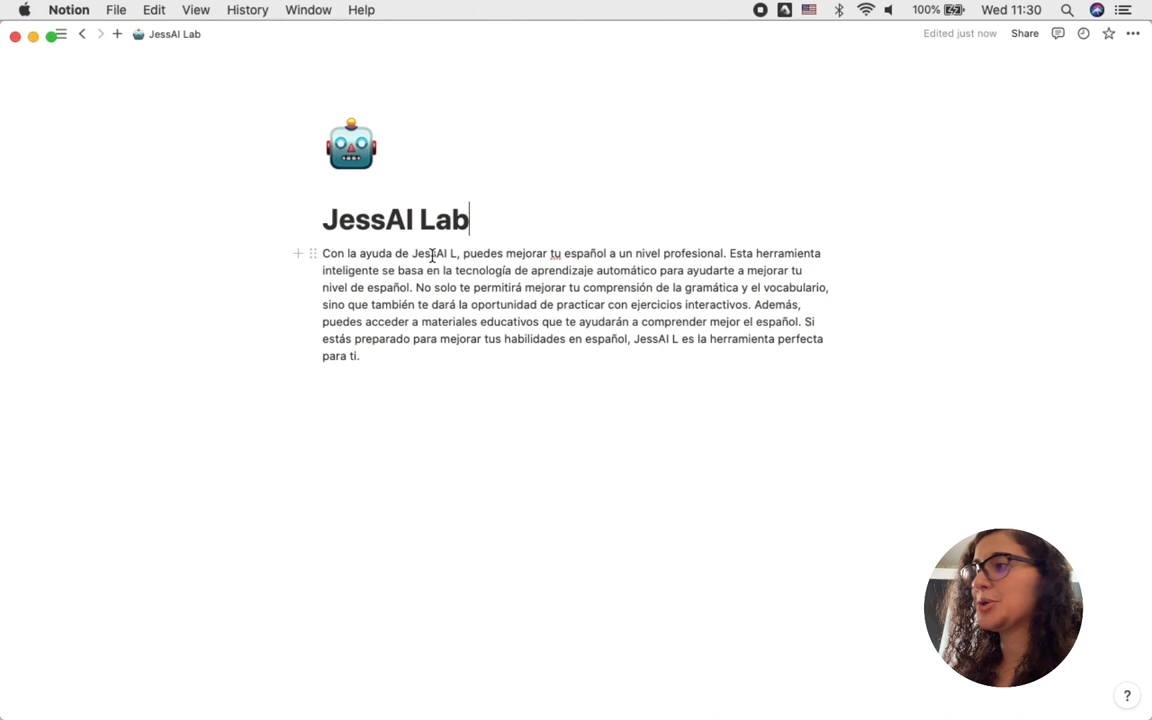 Notion File Edit View History Window Help 100% Wed 11:30
JessAI Lab Edited just now Share
JessAI Lab
Con la ayuda de JessAI L, puedes mejorar tu español a un nivel profesional. Esta herramienta
inteligente se basa en la tecnología de aprendizaje automático para ayudarte a mejorar tu
nivel de español. No solo te permitirá mejorar tu comprensión de la gramática y el vocabulario,
sino que también te dará la oportunidad de practicar con ejercicios interactivos. Además,
puedes acceder a materiales educativos que te ayudarán a comprender mejor el español. Si
estás preparado para mejorar tus habilidades en español, JessAI L es la herramienta perfecta
para ti.
?